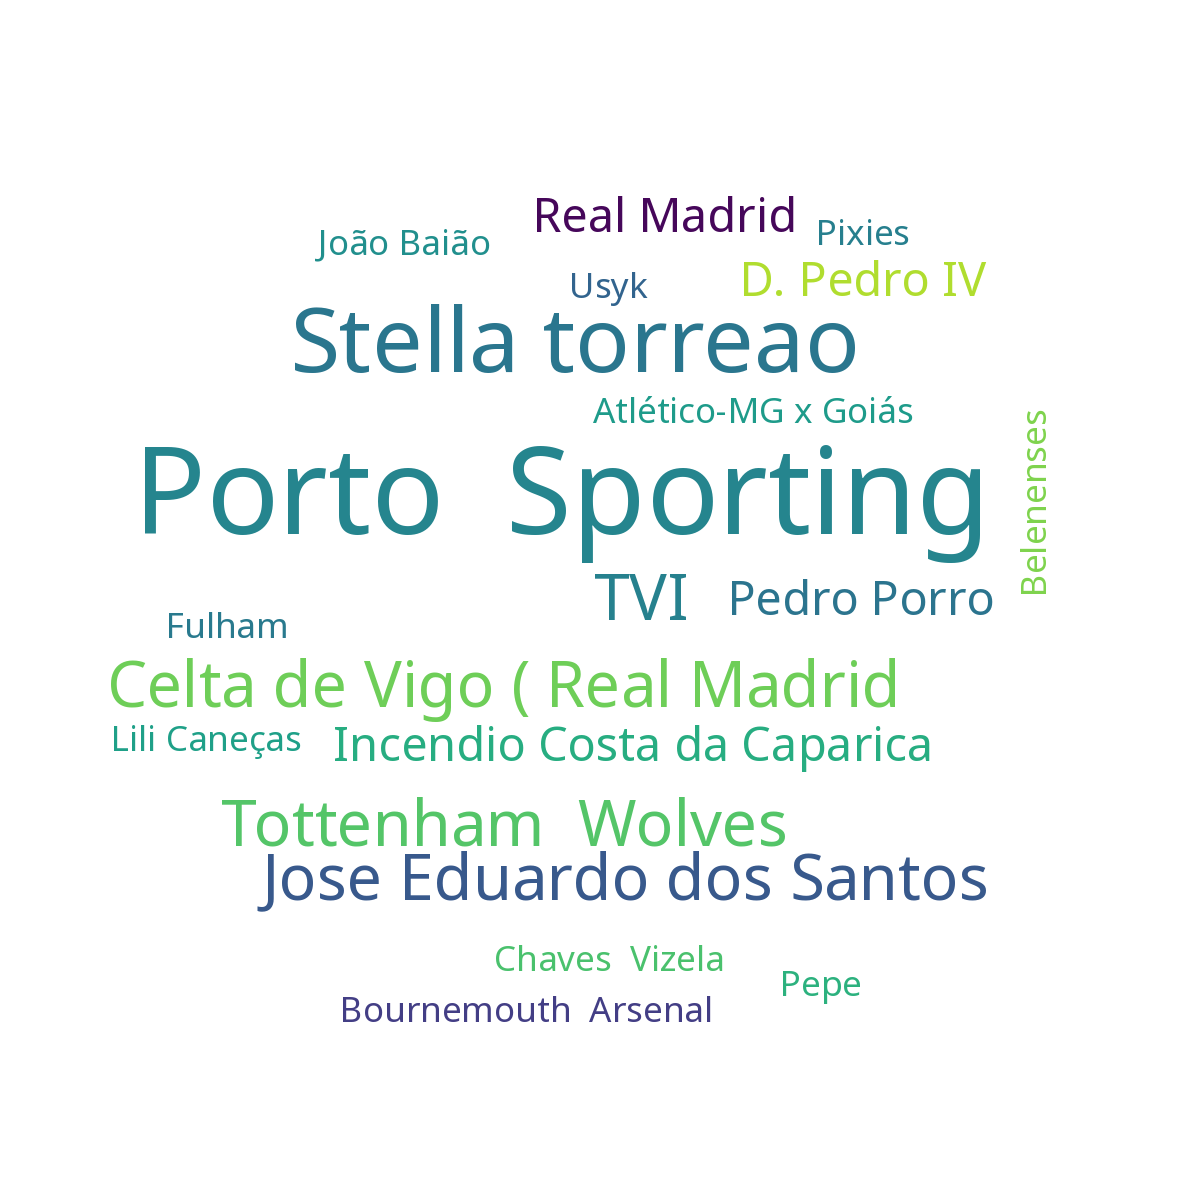 Real Madrid
Pixies
João Baião
D. Pedro IV
Usyk
Stella torreao
Atlético-MG x Goiás
Porto  Sporting
Belenenses
TVI
Pedro Porro
Fulham
Celta de Vigo ( Real Madrid
Lili Caneças
Incendio Costa da Caparica
Tottenham  Wolves
Jose Eduardo dos Santos
Chaves  Vizela
Pepe
Bournemouth  Arsenal